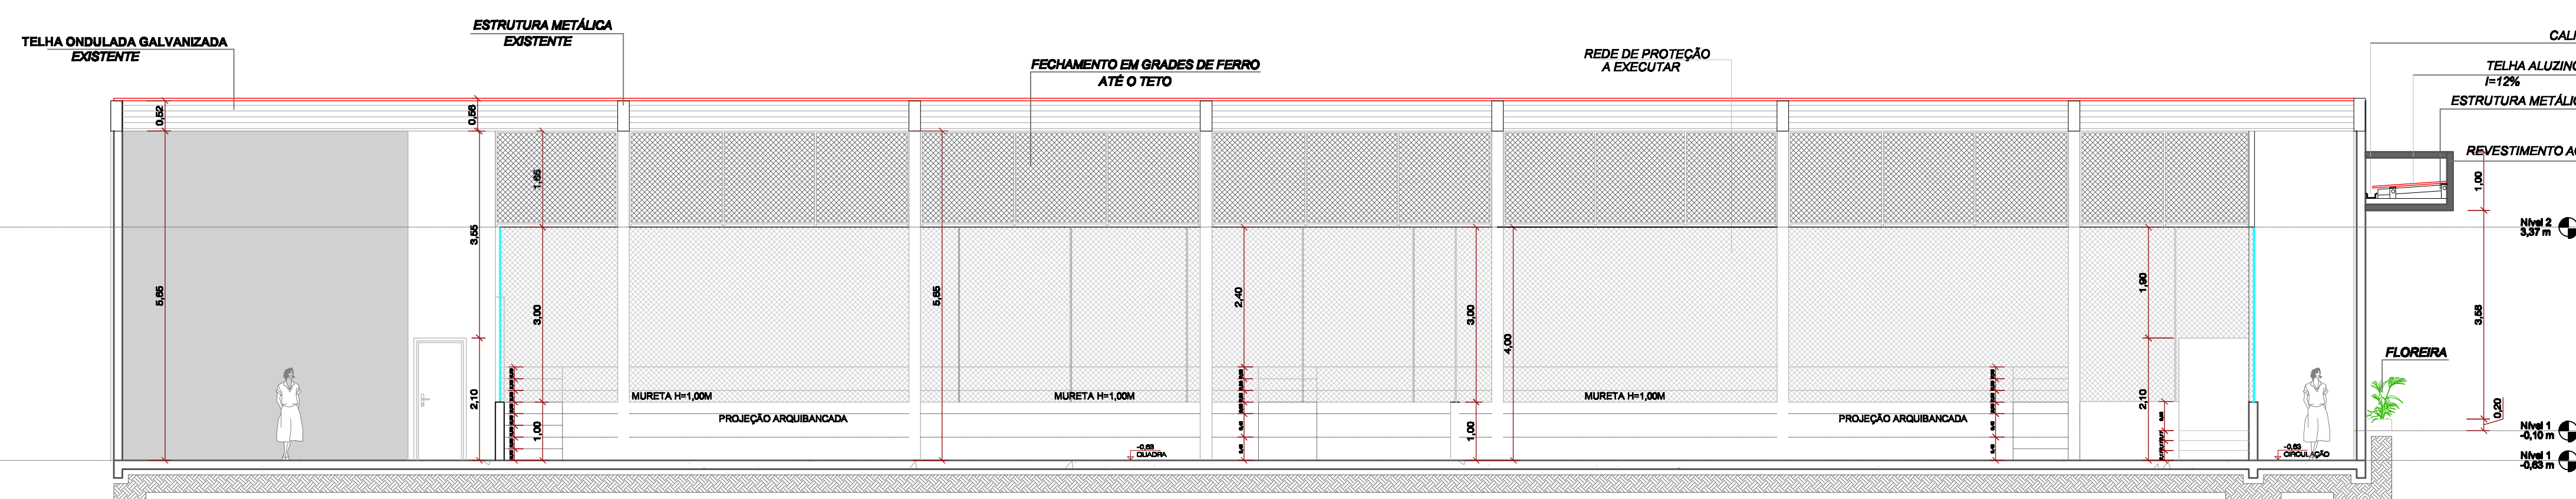 TELHA ONDULADA GALVANIZADA
EXISTENTE
ESTRUTURA METÁLICA
EXISTENTE
FECHAMENTO EM GRADES DE FERRO
ATÉ O TETO
REDE DE PROTEÇÃO
A EXECUTAR
CALH
TELHA ALUZINC
I=12%
ESTRUTURA METÁLIC
REVESTIMENTO AC
0,52
0,56
1,65
3,55
5,65
3,00
2,10
1,00
5,65
2,40
3,00
4,00
1,00
1,90
2,10
1,00
3,58
0,20
Nível 2
3,37 m
FLOREIRA
MURETA H=1,00M
MURETA H=1,00M
MURETA H=1,00M
PROJEÇÃO ARQUIBANCADA
PROJEÇÃO ARQUIBANCADA
-0,63
QUADRA
-0,63
CIRCULAÇÃO
Nível 1
-0,10 m
Nível 1
-0,63 m